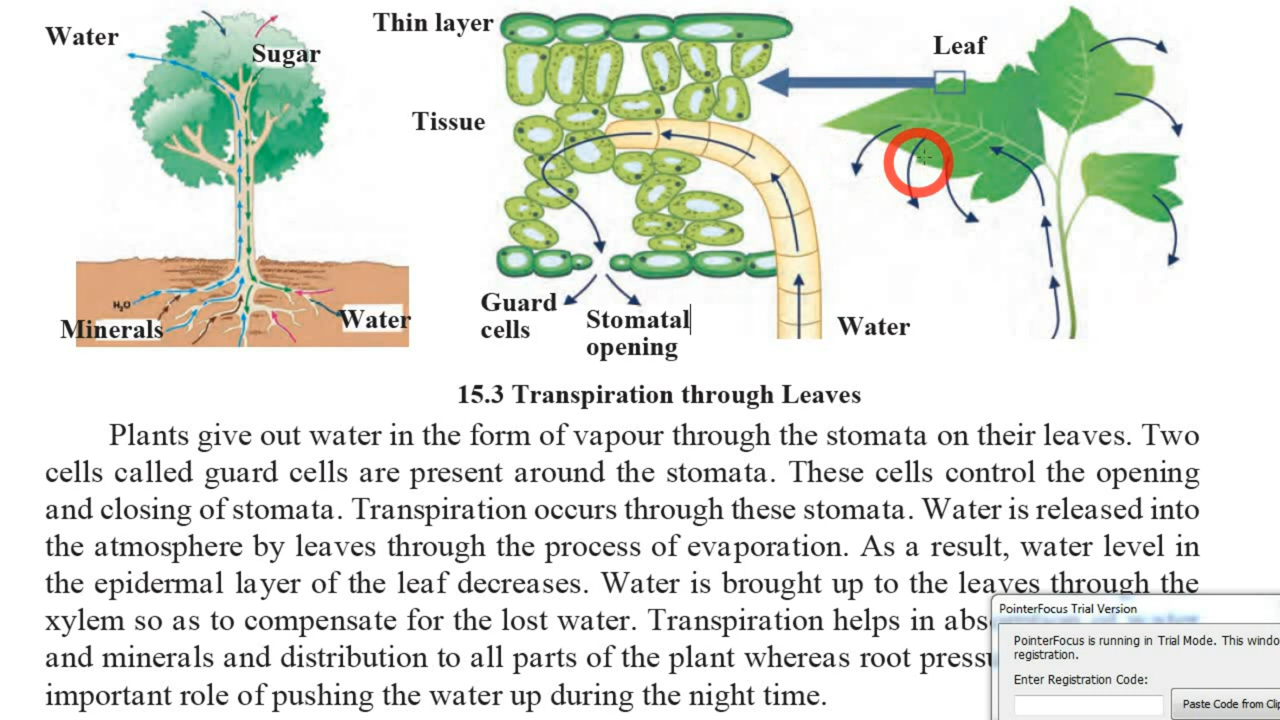 Water
Sugar
Thin layer
Leaf
Tissue
H₂O
Minerals
Water
Guard
cells
Stomatal
opening
Water
15.3 Transpiration through Leaves
Plants give out water in the form of vapour through the stomata on their leaves. Two
cells called guard cells are present around the stomata. These cells control the opening
and closing of stomata. Transpiration occurs through these stomata. Water is released into
the atmosphere by leaves through the process of evaporation. As a result, water level in
the epidermal layer of the leaf decreases. Water is brought up to the leaves through the
xylem so as to compensate for the lost water. Transpiration helps in
and minerals and distribution to all parts of the plant whereas root
important role of pushing the water up during the night time.
PointerFocus Trial Version
PointerFocus is running in Trial Mode. This
registration.
Enter Registration Code:
Paste Code from